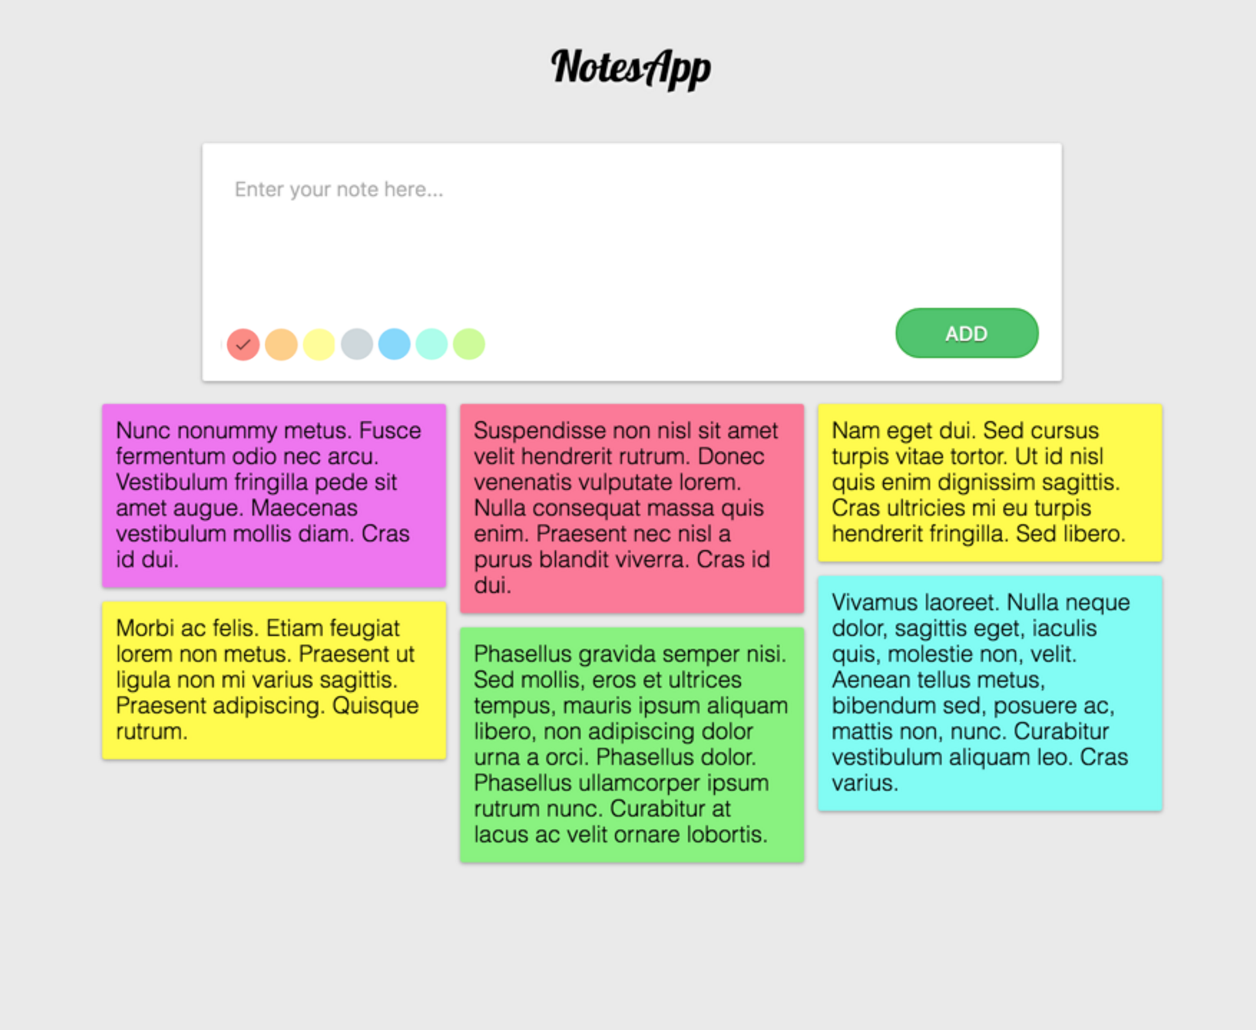 NotesApp
Enter your note here...
ADD
Nunc nonummy metus. Fusce
fermentum odio nec arcu.
Vestibulum fringilla pede sit
amet augue. Maecenas
vestibulum mollis diam. Cras
id dui.
Suspendisse non nisl sit amet
velit hendrerit rutrum. Donec
venenatis vulputate lorem.
Nulla consequat massa quis
enim. Praesent nec nisl a
purus blandit viverra. Cras id
dui.
Nam eget dui. Sed cursus
turpis vitae tortor. Ut id nisl
quis enim dignissim sagittis.
Cras ultricies mi eu turpis
hendrerit fringilla. Sed libero.
Morbi ac felis. Etiam feugiat
lorem non metus. Praesent ut
ligula non mi varius sagittis.
Praesent adipiscing. Quisque
rutrum.
Phasellus gravida semper nisi.
Sed mollis, eros et ultrices
tempus, mauris ipsum aliquam
libero, non adipiscing dolor
urna a orci. Phasellus dolor.
Phasellus ullamcorper ipsum
rutrum nunc. Curabitur at
lacus ac velit ornare lobortis.
Vivamus laoreet. Nulla neque
dolor, sagittis eget, iaculis
quis, molestie non, velit.
Aenean tellus metus,
bibendum sed, posuere ac,
mattis non, nunc. Curabitur
vestibulum aliquam leo. Cras
varius.